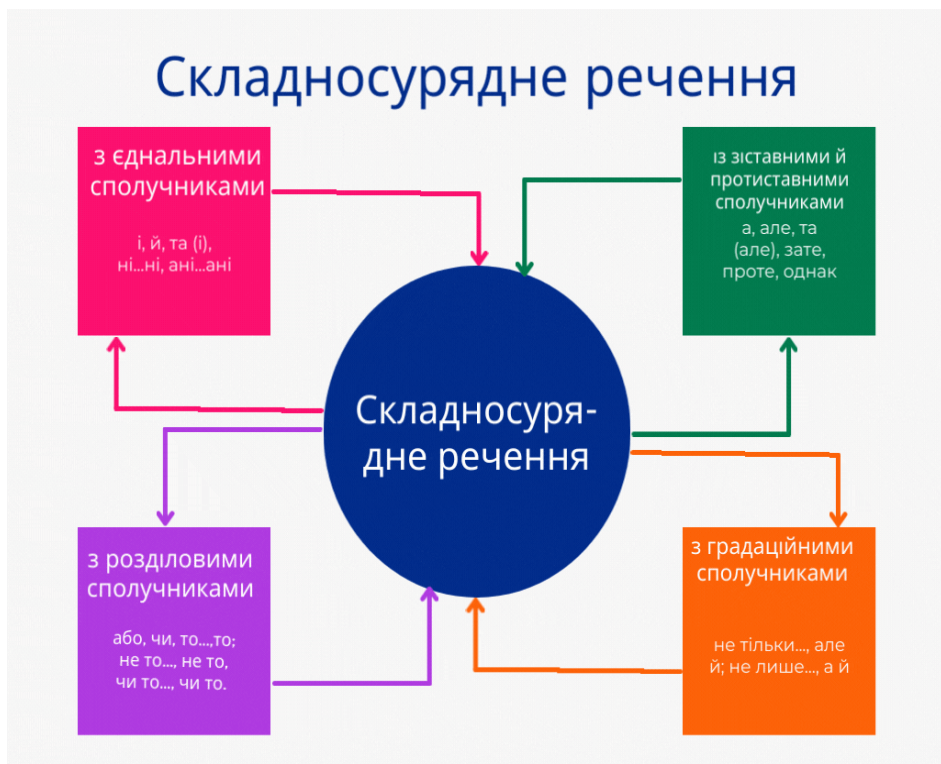 Складносурядне речення
з єднальними
сполучниками
і, й, та (і),
ні...ні, ані...ані
із зіставними й
протиставними
сполучниками
а, але, та
(але), зате,
проте, однак
Складносуря-
дне речення
з розділовими
сполучниками
або, чи, то...,то;
не то..., не то,
чи то..., чи то.
з градаційними
сполучниками
не тільки..., але
й; не лише..., а й